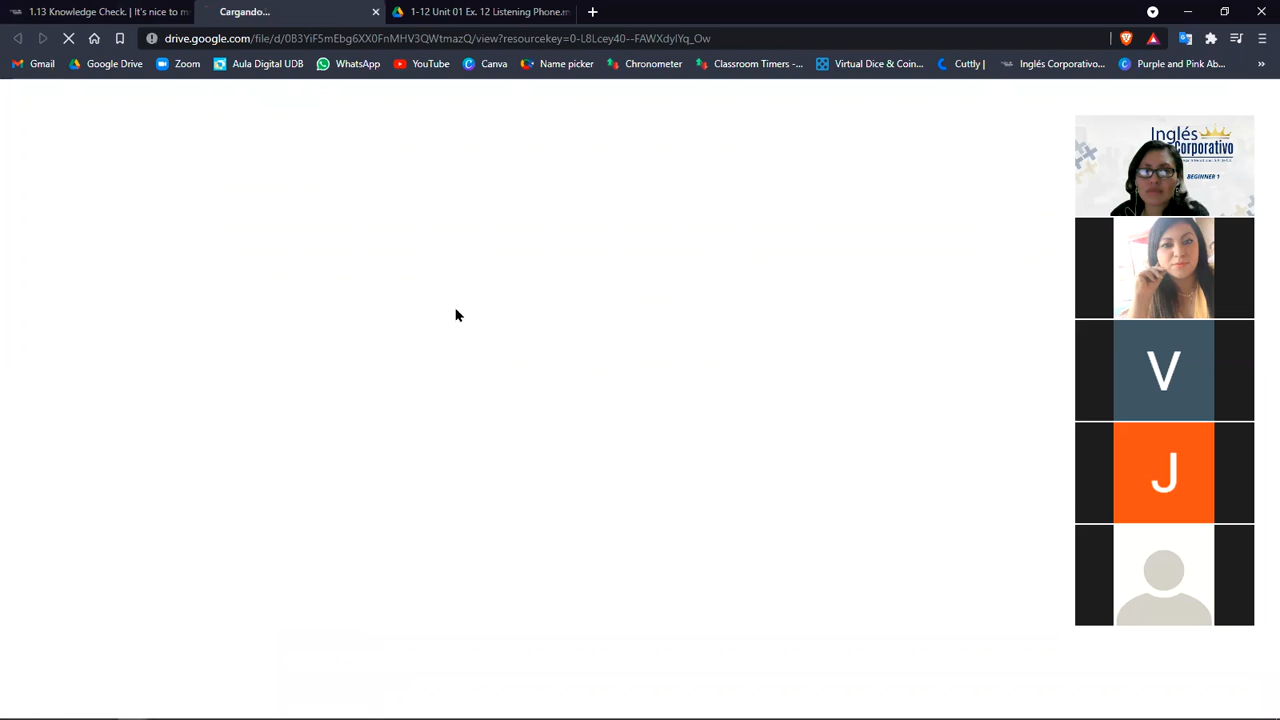 1.13 Knowledge Check. | It's nice to m
Cargando...
1-12 Unit 01 Ex. 12 Listening Phone.m
drive.google.com/file/d/0B3YiF5mEbg6XX0FnMHV3QWtmazQ/view?resourcekey=0-L8Lcey40--FAWXdyiYq_Ow
Gmail
Google Drive
Zoom
Aula Digital UDB
WhatsApp
YouTube
Canva
Name picker
Chrometer
Classroom Timers -...
Virtual Dice & Coin...
Cuttly |
Inglés Corporativo...
Purple and Pink Ab...
Inglés
Corporativo
BEGINNER 1
V
J